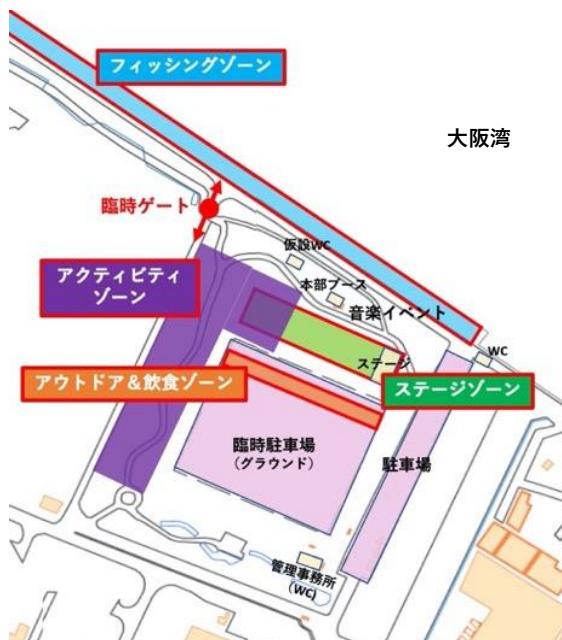 フィッシングゾーン
大阪湾
臨時ゲート
仮設WC
アクティビティ
ゾーン
本部ブース
音楽イベント
WC
ステージ
アウトドア&飲食ゾーン
ステージゾーン
臨時駐車場
(グラウンド)
駐車場
管理事務所
(WC)